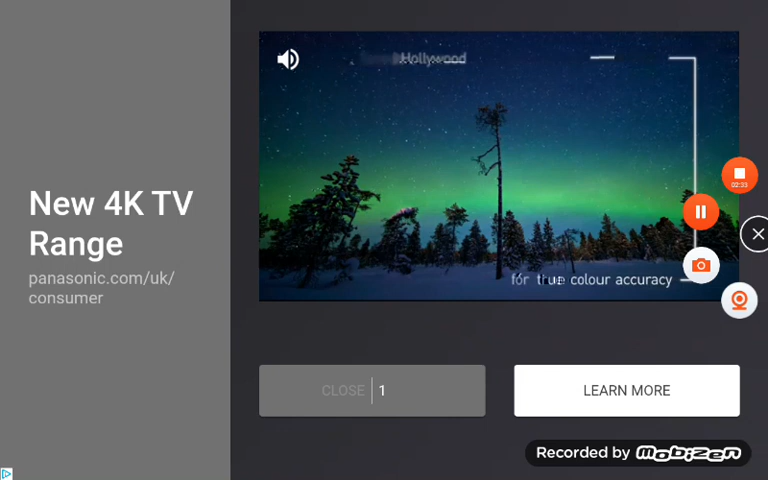 New 4K TV
Range
panasonic.com/uk/
consumer
Hollywood
for true colour accuracy
02:33
CLOSE 1
LEARN MORE
Recorded by mobizen